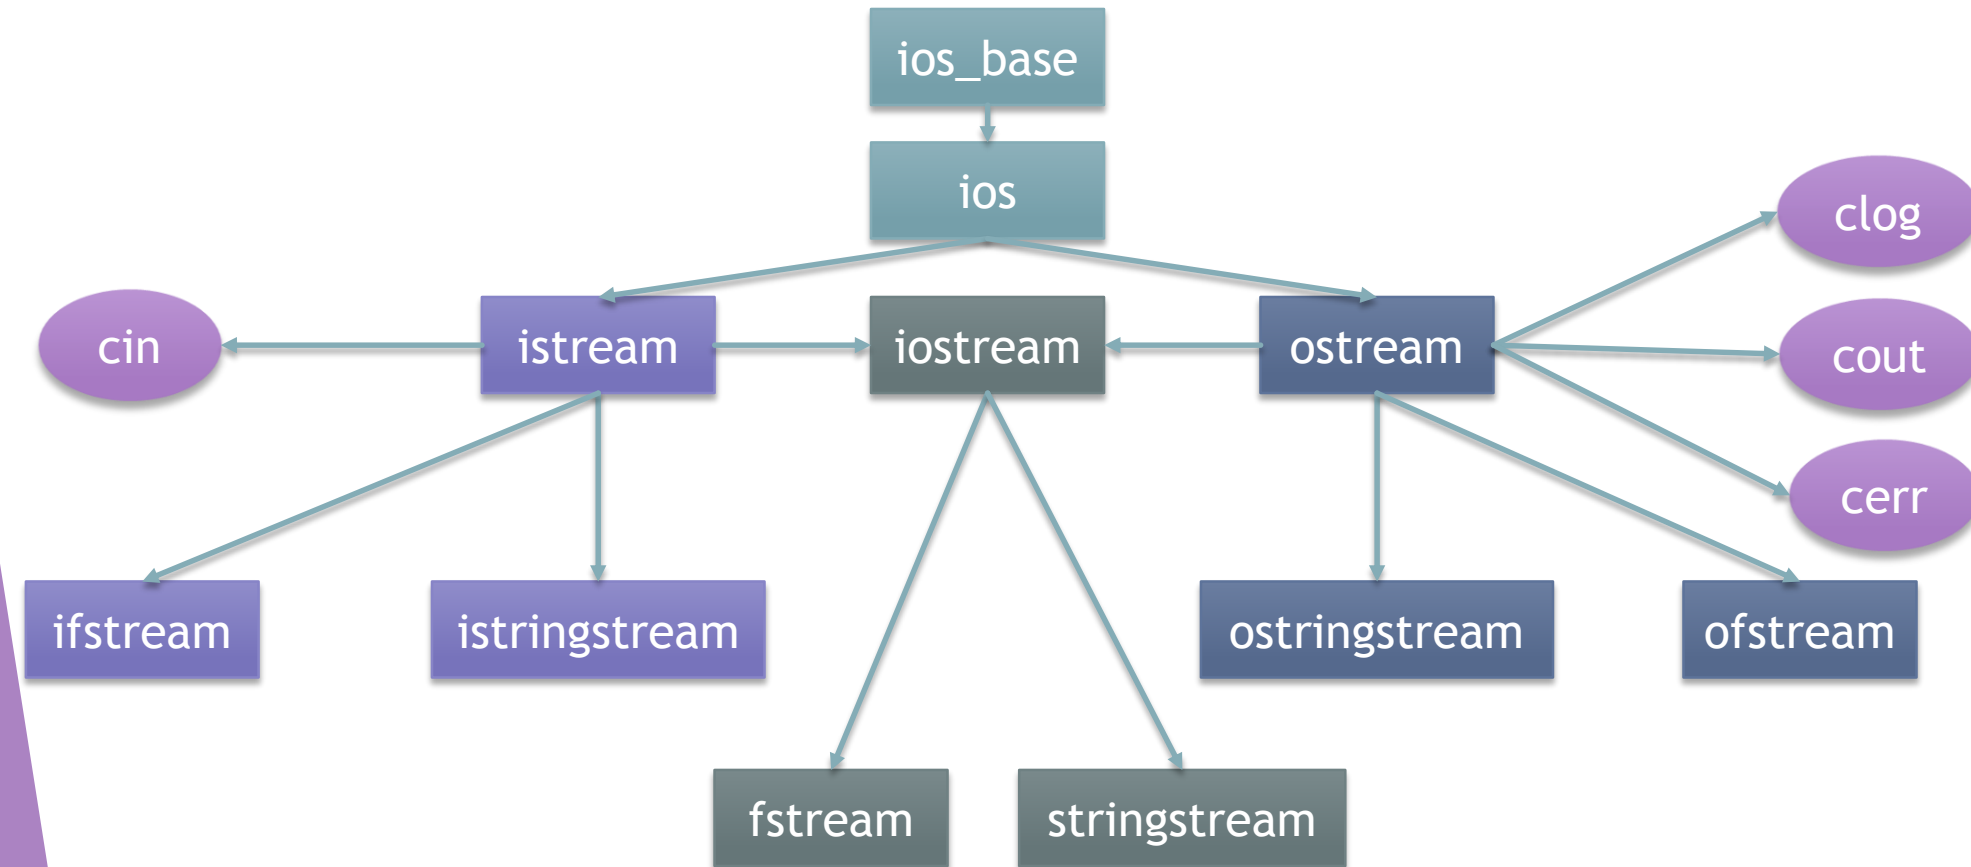 ios_base
ios
clog
cin
istream
iostream
ostream
cout
cerr
ifstream
istringstream
ostringstream
ofstream
fstream
stringstream